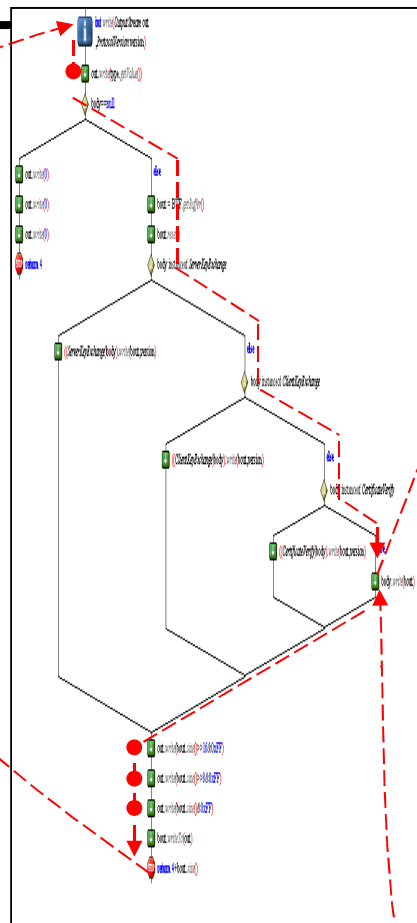 int write(OutputStream out
,ProtocolVersion version)
out.write(type.getValue())
body==null
else
out.write(0)
out.write(0)
bout = BUF.getBuffer()
out.write(0)
bout.reset()
return 4
body instanceof ServerKeyExchange
else
((ServerKeyExchange)body).write(bout,version)
body instanceof ClientKeyExchange
else
((ClientKeyExchange)body).write(bout,version)
body instanceof CertificateVerify
((CertificateVerify)body).write(bout,version)
else
body.write(bout)
out.write(bout.size()>>16&0xFF)
out.write(bout.size()>>8&0xFF)
out.write(bout.size()&0xFF)
bout.writeTo(out)
return 4+bout.size()